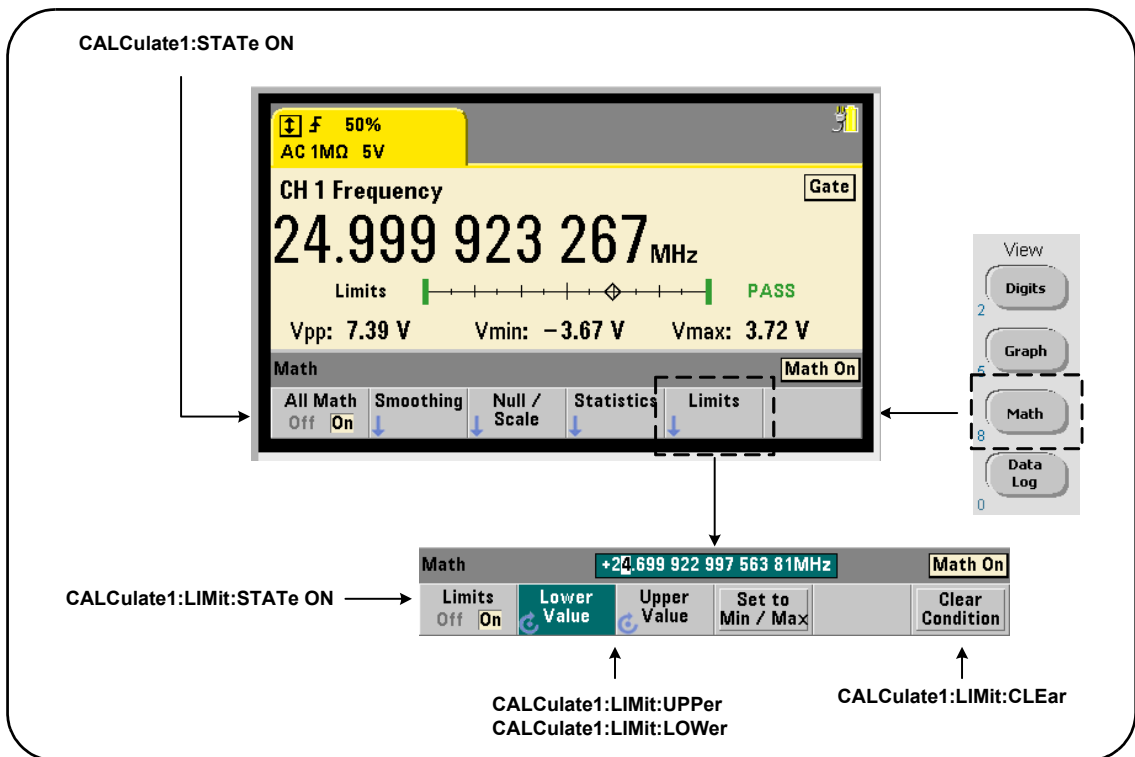 CALCulate1:STATe ON
50%
AC 1MΩ 5V
CH 1 Frequency
Gate
24.999 923 267 MHz
Limits
PASS
Vpp: 7.39 V Vmin: -3.67 V Vmax: 3.72 V
Math
Math On
All Math
Off On
Smoothing
Null /
Scale
Statistics
Limits
View
Digits
2
Graph
5
Math
8
Data
Log
0
Math
+24.699 922 997 563 81MHz
Math On
CALCulate1:LIMit:STATe ON
Limits
Off On
Lower
Value
Upper
Value
Set to
Min / Max
Clear
Condition
CALCulate1:LIMit:UPPer
CALCulate1:LIMit:LOWer
CALCulate1:LIMit:CLEar